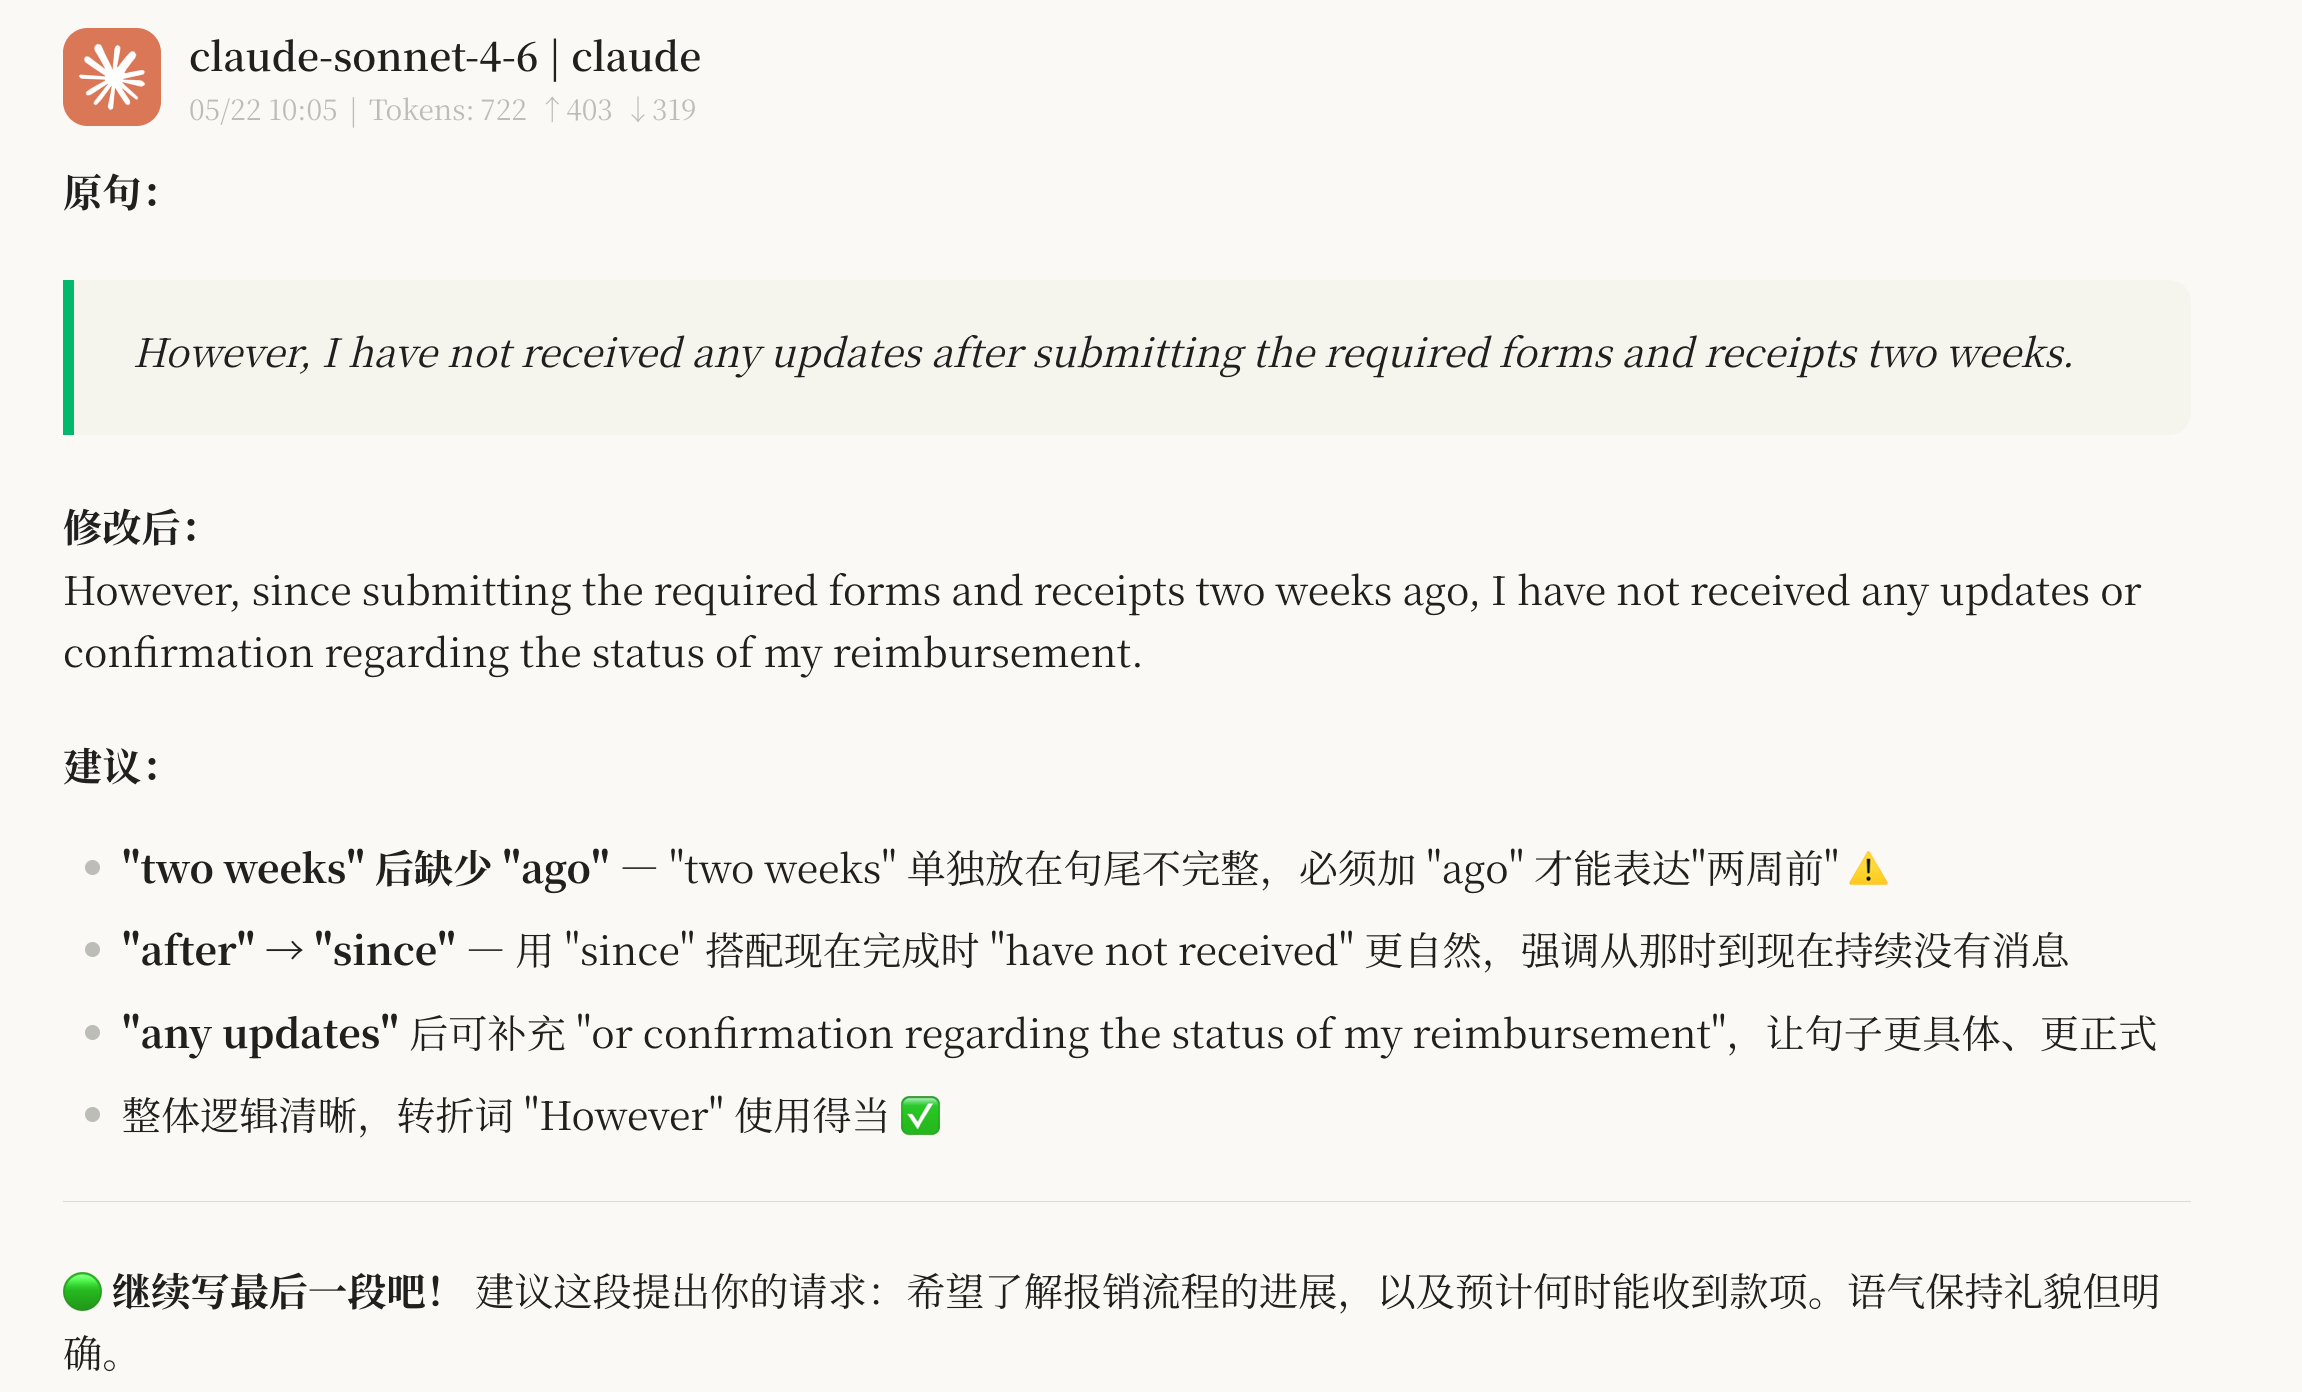 claude-sonnet-4-6 | claude
05/22 10:05 | Tokens: 722 ↑403 ↓319
原句：
However, I have not received any updates after submitting the required forms and receipts two weeks.
修改后：
However, since submitting the required forms and receipts two weeks ago, I have not received any updates or
confirmation regarding the status of my reimbursement.
建议：
"two weeks" 后缺少 "ago" — "two weeks" 单独放在句尾不完整，必须加 "ago" 才能表达"两周前" ⚠️
"after" → "since" — 用 "since" 搭配现在完成时 "have not received" 更自然，强调从那时到现在持续没有消息
"any updates" 后可补充 "or confirmation regarding the status of my reimbursement"，让句子更具体、更正式
整体逻辑清晰，转折词 "However" 使用得当 ✅
🟢 继续写最后一段吧！ 建议这段提出你的请求：希望了解报销流程的进展，以及预计何时能收到款项。语气保持礼貌但明
确。